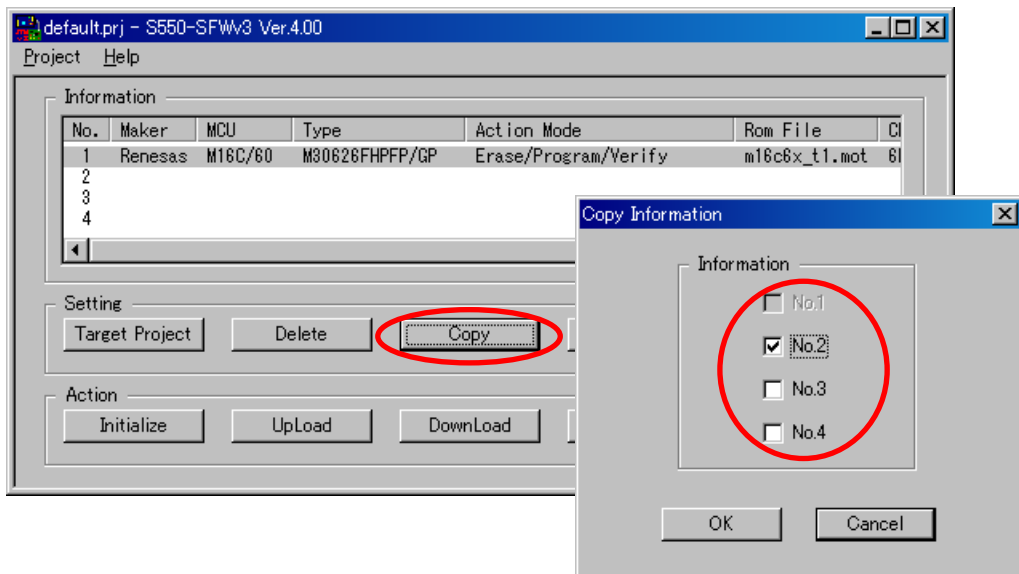 default.prj - S550-SFWv3 Ver.4.00
Project Help
Information
No. Maker MCU Type Action Mode Rom File
1 Renesas M16C/60 M30626FHPFP/GP Erase/Program/Verify m16c6x_t1.mot
2
3
4
Setting
Target Project Delete Copy
Action
Initialize UpLoad DownLoad
Copy Information
Information
No.1
No.2
No.3
No.4
OK Cancel